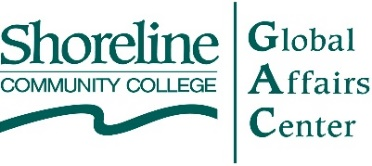 Shoreline
COMMUNITY COLLEGE
Global
Affairs
Center